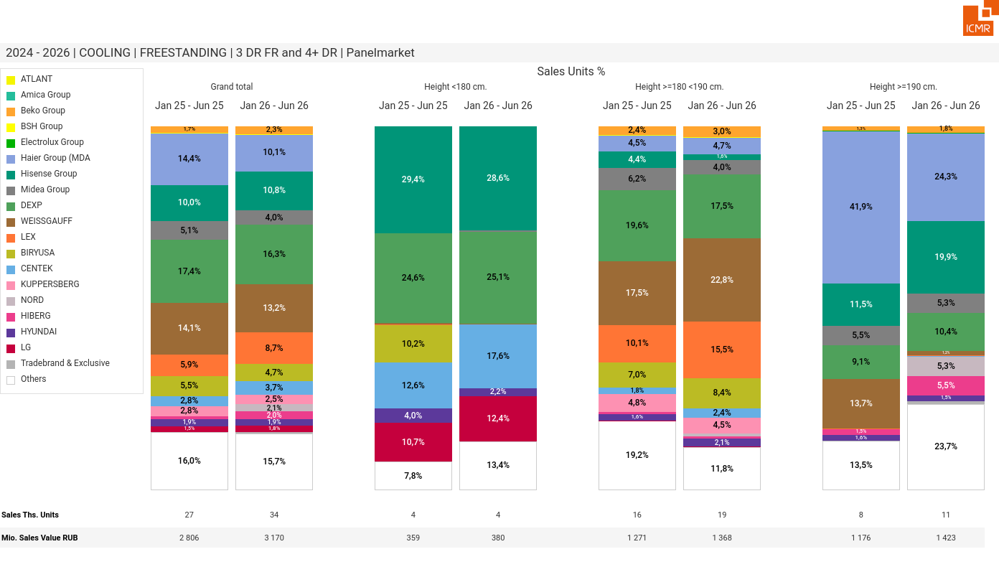 ICMR
2024 - 2026 | COOLING | FREESTANDING | 3 DR FR and 4+ DR | Panelmarket
Sales Units %
ATLANT
Amica Group
Beko Group
BSH Group
Electrolux Group
Haier Group (MDA
Hisense Group
Midea Group
DEXP
WEISSGAUFF
LEX
BIRYUSA
CENTEK
KUPPERSBERG
NORD
HIBERG
HYUNDAI
LG
Tradebrand & Exclusive
Others
Grand total
Jan 25 - Jun 25
1,7%
14,4%
10,0%
5,1%
17,4%
14,1%
5,9%
5,5%
2,8%
2,8%
1,9%
1,5%
16,0%
Jan 26 - Jun 26
2,3%
10,1%
10,8%
4,0%
16,3%
13,2%
8,7%
4,7%
3,7%
2,5%
2,1%
2,0%
1,9%
1,8%
15,7%
Height <180 cm.
Jan 25 - Jun 25
29,4%
24,6%
10,2%
12,6%
4,0%
10,7%
7,8%
Jan 26 - Jun 26
28,6%
25,1%
17,6%
2,2%
12,4%
13,4%
Height >=180 <190 cm.
Jan 25 - Jun 25
2,4%
4,5%
4,4%
6,2%
19,6%
17,5%
10,1%
7,0%
1,8%
4,8%
1,6%
19,2%
Jan 26 - Jun 26
3,0%
4,7%
1,6%
4,0%
17,5%
22,8%
15,5%
8,4%
2,4%
4,5%
2,1%
11,8%
Height >=190 cm.
Jan 25 - Jun 25
1,3%
41,9%
11,5%
5,5%
9,1%
13,7%
1,5%
1,6%
13,5%
Jan 26 - Jun 26
1,8%
24,3%
19,9%
5,3%
10,4%
1,2%
5,3%
5,5%
1,5%
23,7%
Sales Ths. Units 27 34 4 4 16 19 8 11
Mio. Sales Value RUB 2 806 3 170 359 380 1 271 1 368 1 176 1 423